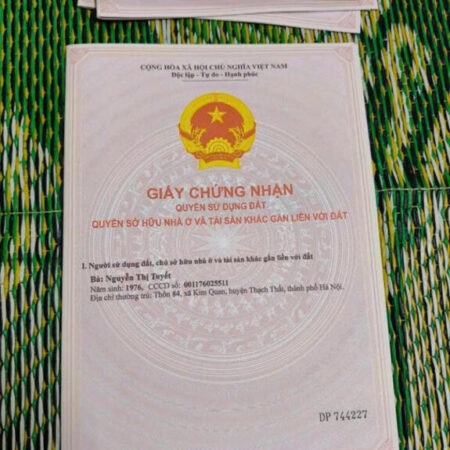 CỘNG HÒA XÃ HỘI CHỦ NGHĨA VIỆT NAM
Độc lập - Tự do - Hạnh phúc
GIẤY CHỨNG NHẬN
QUYỀN SỬ DỤNG ĐẤT
QUYỀN SỞ HỮU NHÀ Ở VÀ TÀI SẢN KHÁC GẮN LIỀN VỚI ĐẤT
I. Người sử dụng đất, chủ sở hữu nhà ở và tài sản khác gắn liền với đất
Bà: Nguyễn Thị Tuyết
Năm sinh: 1976, CCCD số: 001176025511
Địa chỉ thường trú: Thôn 84, xã Kim Quan, huyện Thạch Thất, thành phố Hà Nội.
DP 744227